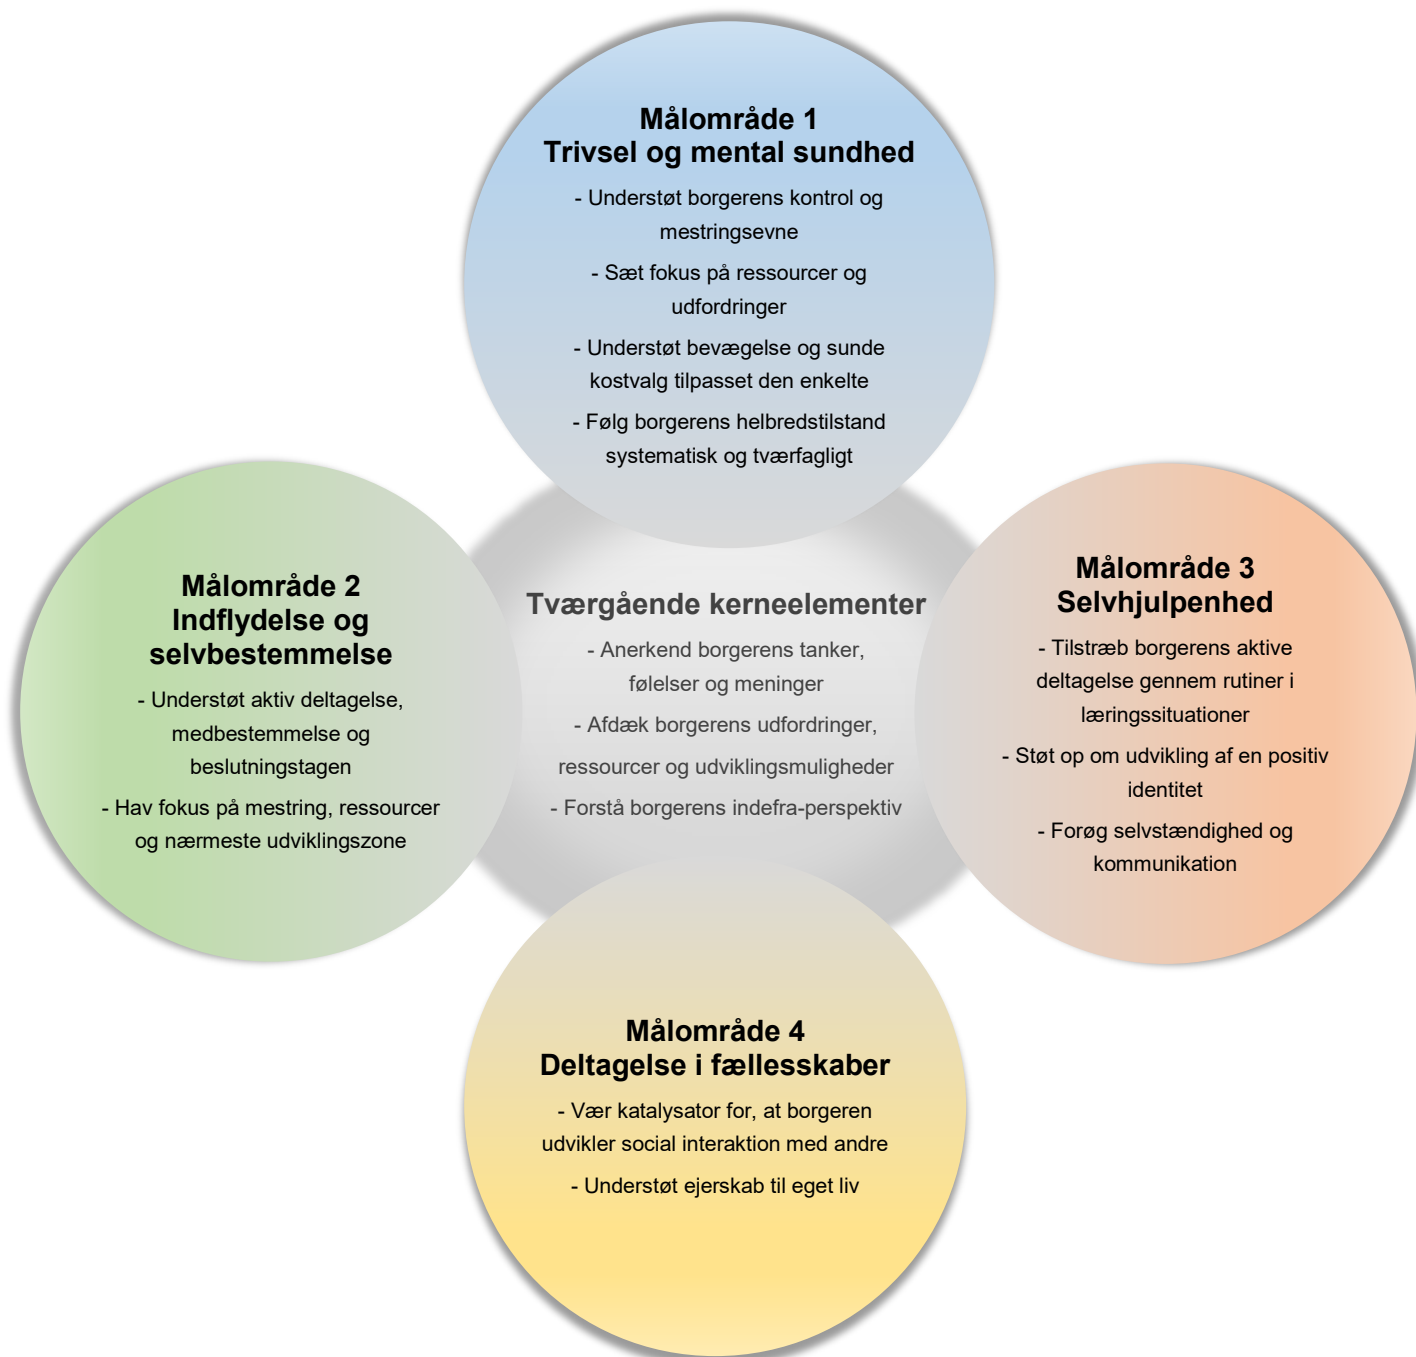 Målområde 1
Trivsel og mental sundhed
- Understøt borgerens kontrol og
mestringsevne
- Sæt fokus på ressourcer og
udfordringer
- Understøt bevægelse og sunde
kostvalg tilpasset den enkelte
- Følg borgerens helbredstilstand
systematisk og tværfagligt
Målområde 2
Indflydelse og
selvbestemmelse
- Understøt aktiv deltagelse,
medbestemmelse og
beslutningstagen
- Hav fokus på mestring, ressourcer
og nærmeste udviklingszone
Tværgående kerneelementer
- Anerkend borgerens tanker,
følelser og meninger
- Afdæk borgerens udfordringer,
ressourcer og udviklingsmuligheder
- Forstå borgerens indefra-perspektiv
Målområde 3
Selvhjulpenhed
- Tilstræb borgerens aktive
deltagelse gennem rutiner i
læringssituationer
- Støt op om udvikling af en positiv
identitet
- Forøg selvstændighed og
kommunikation
Målområde 4
Deltagelse i fællesskaber
- Vær katalysator for, at borgeren
udvikler social interaktion med andre
- Understøt ejerskab til eget liv